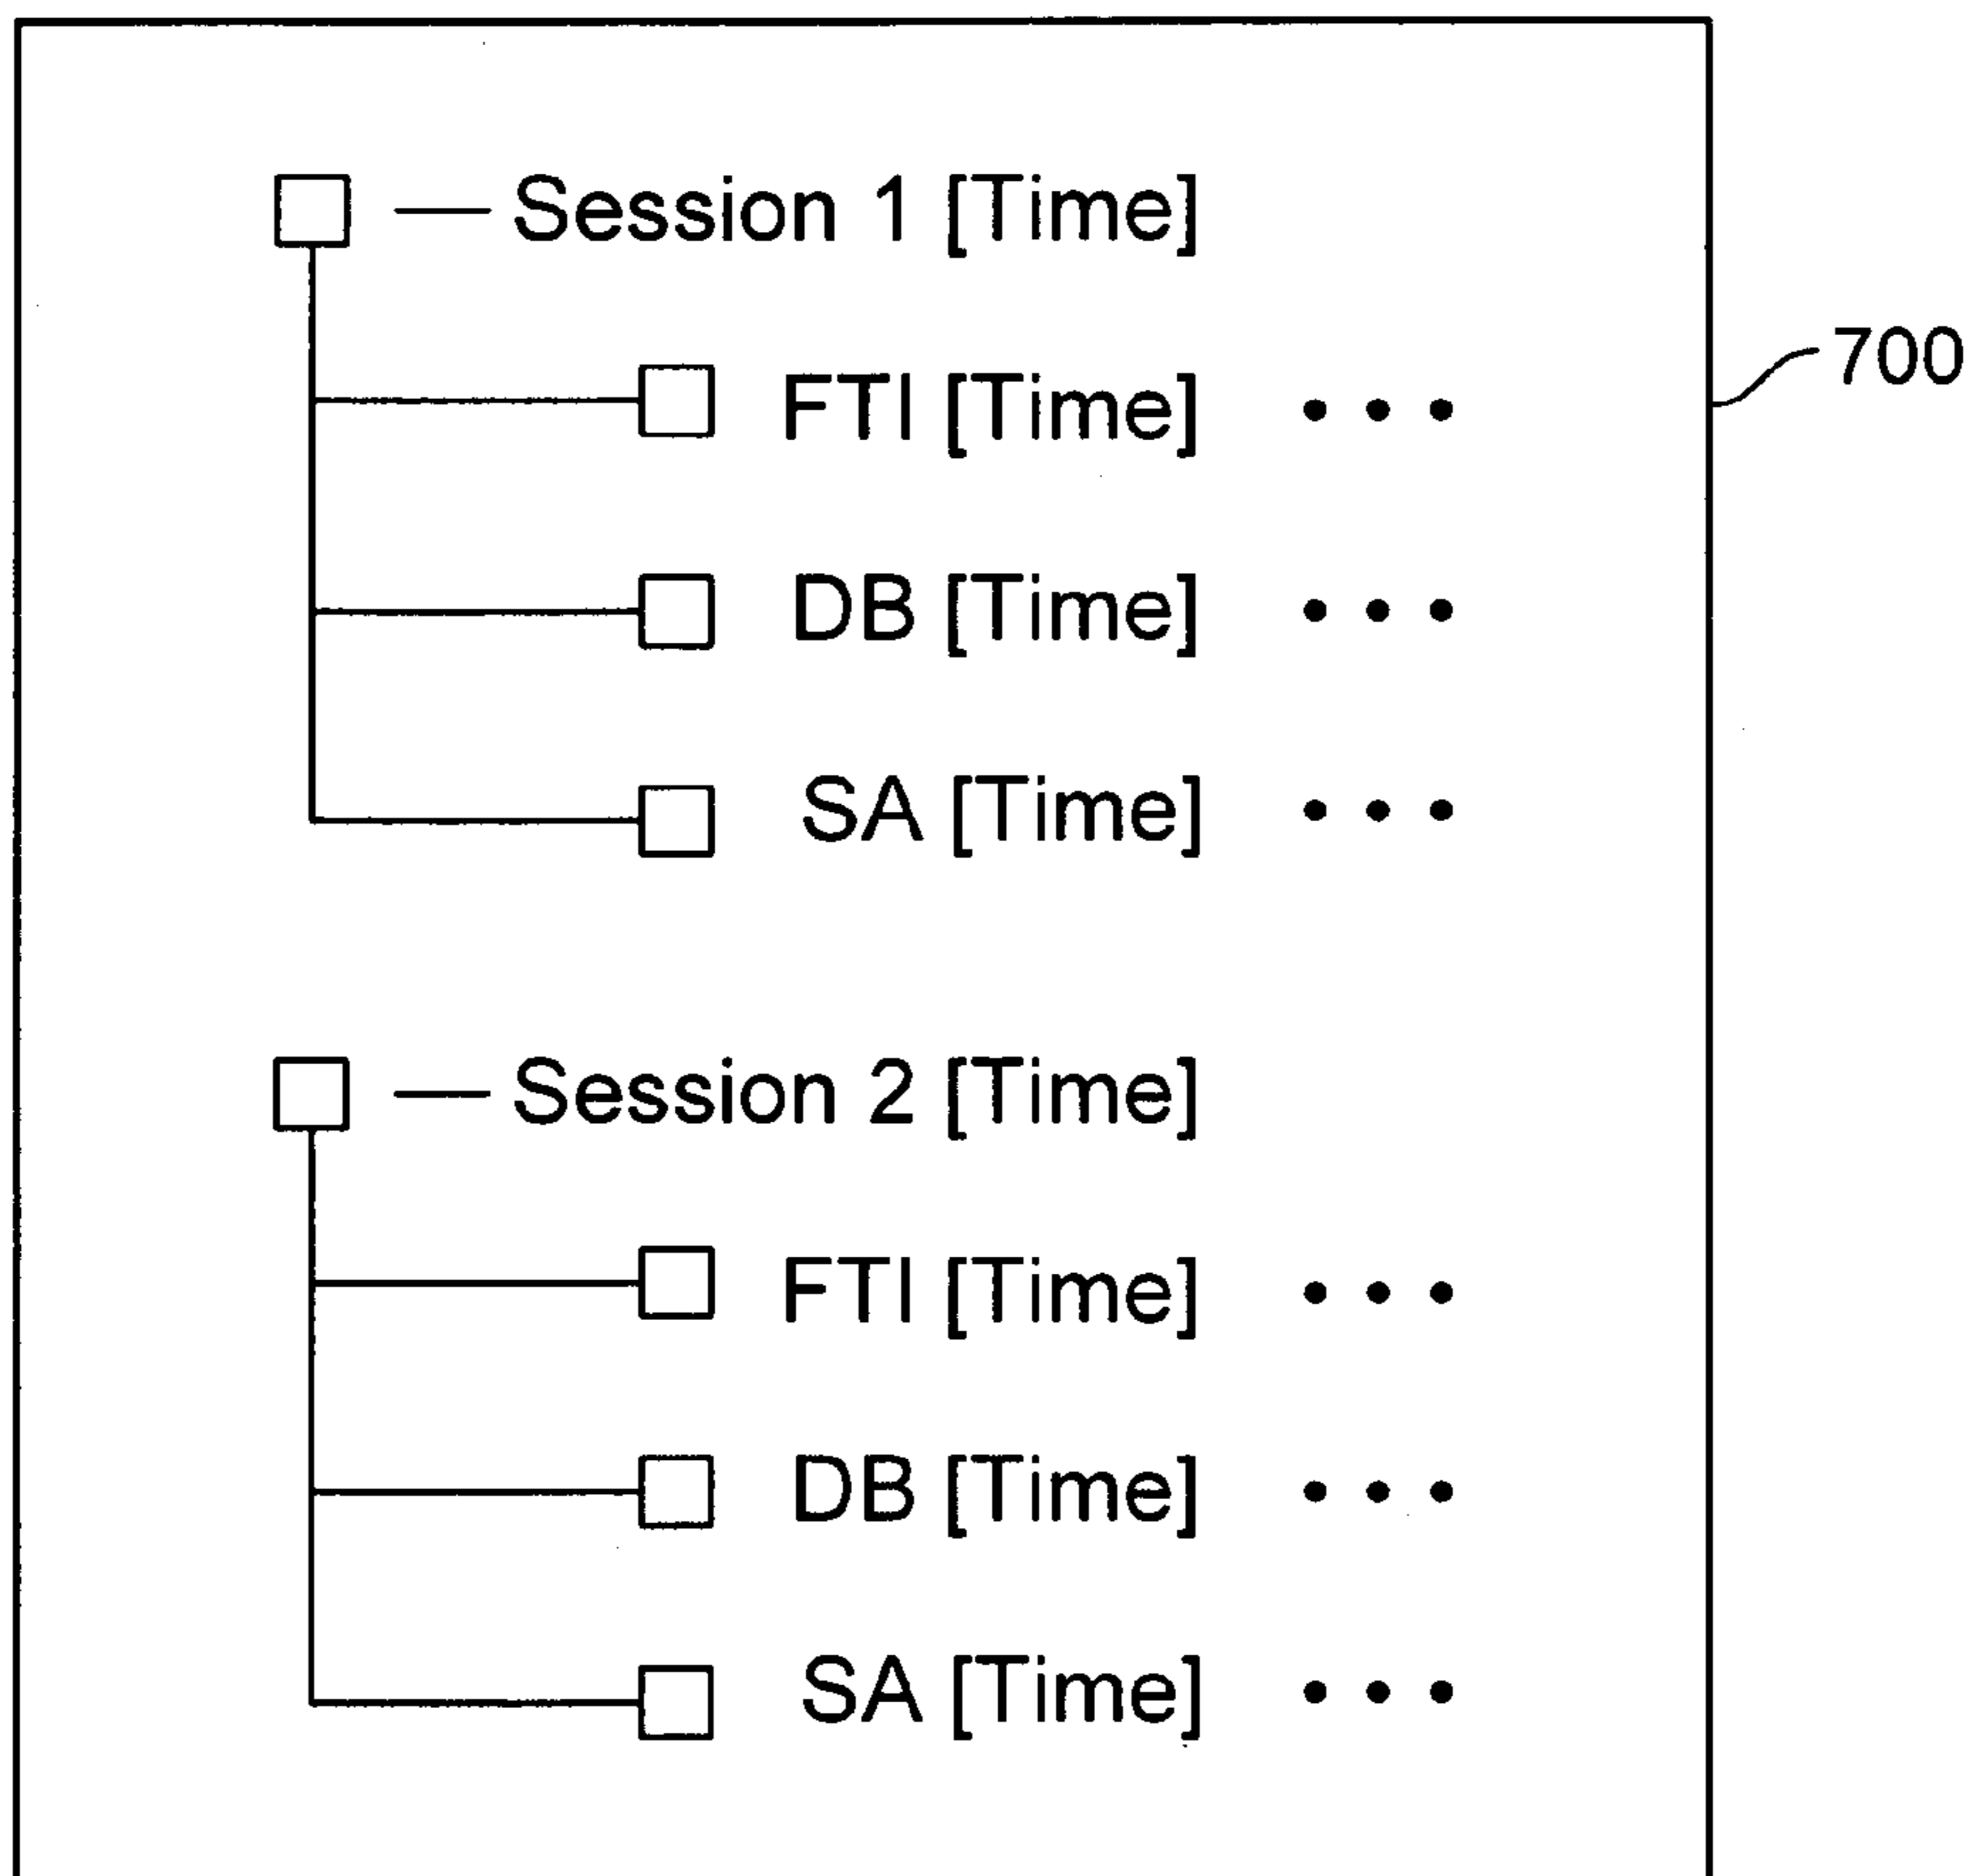 Session 1 [Time]
700
FTI [Time] • • •
DB [Time] • • •
SA [Time] • • •
Session 2 [Time]
FTI [Time] • • •
DB [Time] • • •
SA [Time] • • •